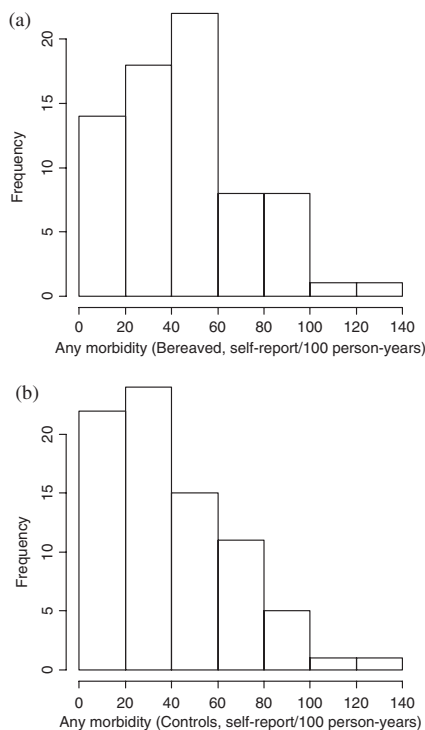 (a)
20
15
10
5
0
Frequency
0 20 40 60 80 100 120 140
Any morbidity (Bereaved, self-report/100 person-years)
(b)
20
15
10
5
0
Frequency
0 20 40 60 80 100 120 140
Any morbidity (Controls, self-report/100 person-years)